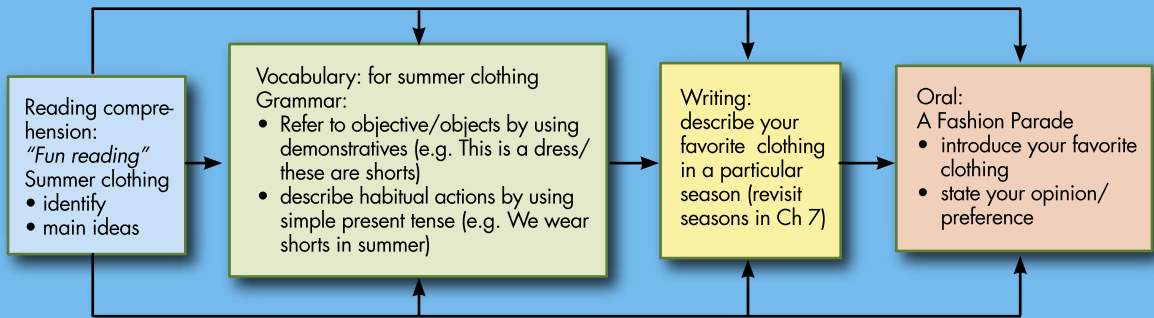 Reading compre-
hension:
"Fun reading"
Summer clothing
• identify
• main ideas
Vocabulary: for summer clothing
Grammar:
• Refer to objective/objects by using
demonstratives (e.g. This is a dress/
these are shorts)
• describe habitual actions by using
simple present tense (e.g. We wear
shorts in summer)
Writing:
describe your
favorite clothing
in a particular
season (revisit
seasons in Ch 7)
Oral:
A Fashion Parade
• introduce your favorite
clothing
• state your opinion/
preference